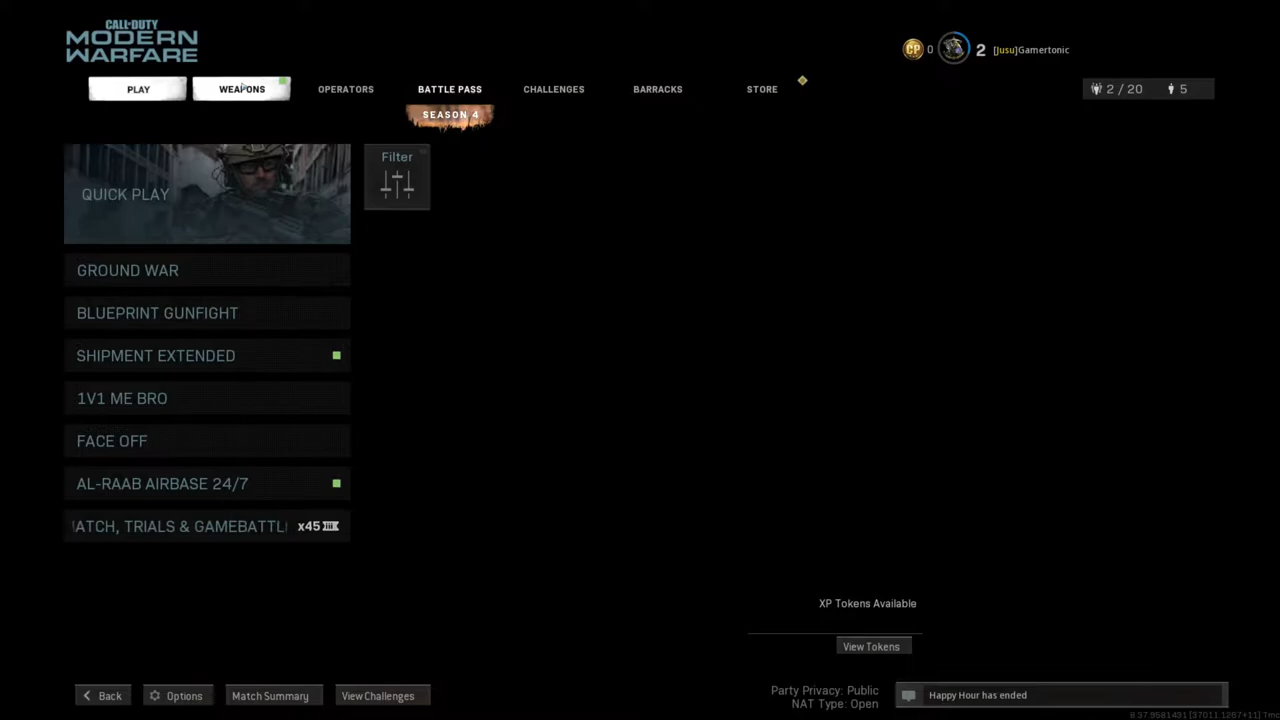 CALL·DUTY
MODERN
WARFARE
CP 0 2 [Jusu]Gamertonic
PLAY WEAPONS OPERATORS BATTLE PASS CHALLENGES BARRACKS STORE 2 / 20 5
SEASON 4
QUICK PLAY
Filter
GROUND WAR
BLUEPRINT GUNFIGHT
SHIPMENT EXTENDED
1V1 ME BRO
FACE OFF
AL-RAAB AIRBASE 24/7
ATCH, TRIALS & GAMEBATTL x45
XP Tokens Available
View Tokens
Back Options Match Summary View Challenges
Party Privacy: Public
NAT Type: Open
Happy Hour has ended